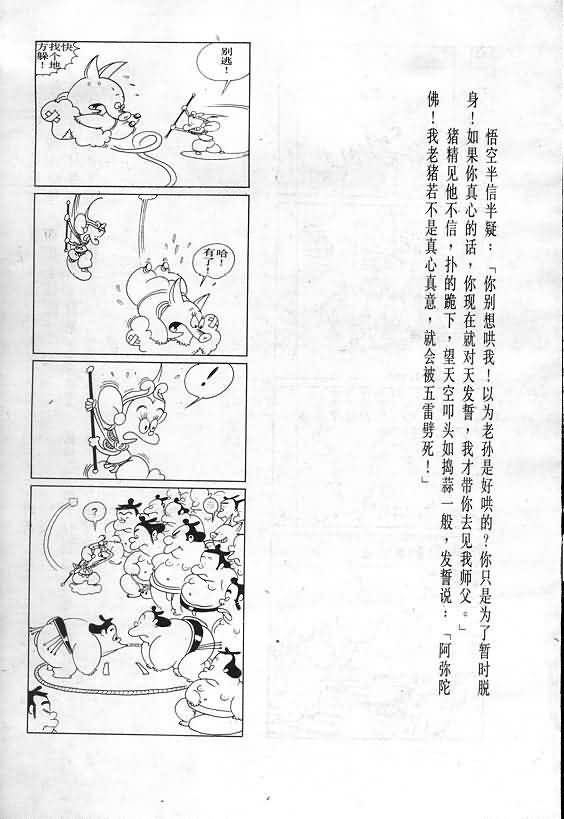 悟空半信半疑：「你别想哄我！以为老孙是好哄的？你只是为了暂时脱
身！如果你真心的话，你现在就对天发誓，我才带你去见我师父。」
猪精见他不信，扑的跪下，望天空叩头如捣蒜一般，发誓说：「阿弥陀
佛！我老猪若不是真心真意，就会被五雷劈死！」
别逃！
快
找个地
方躲！
哈！
有了！
！
？